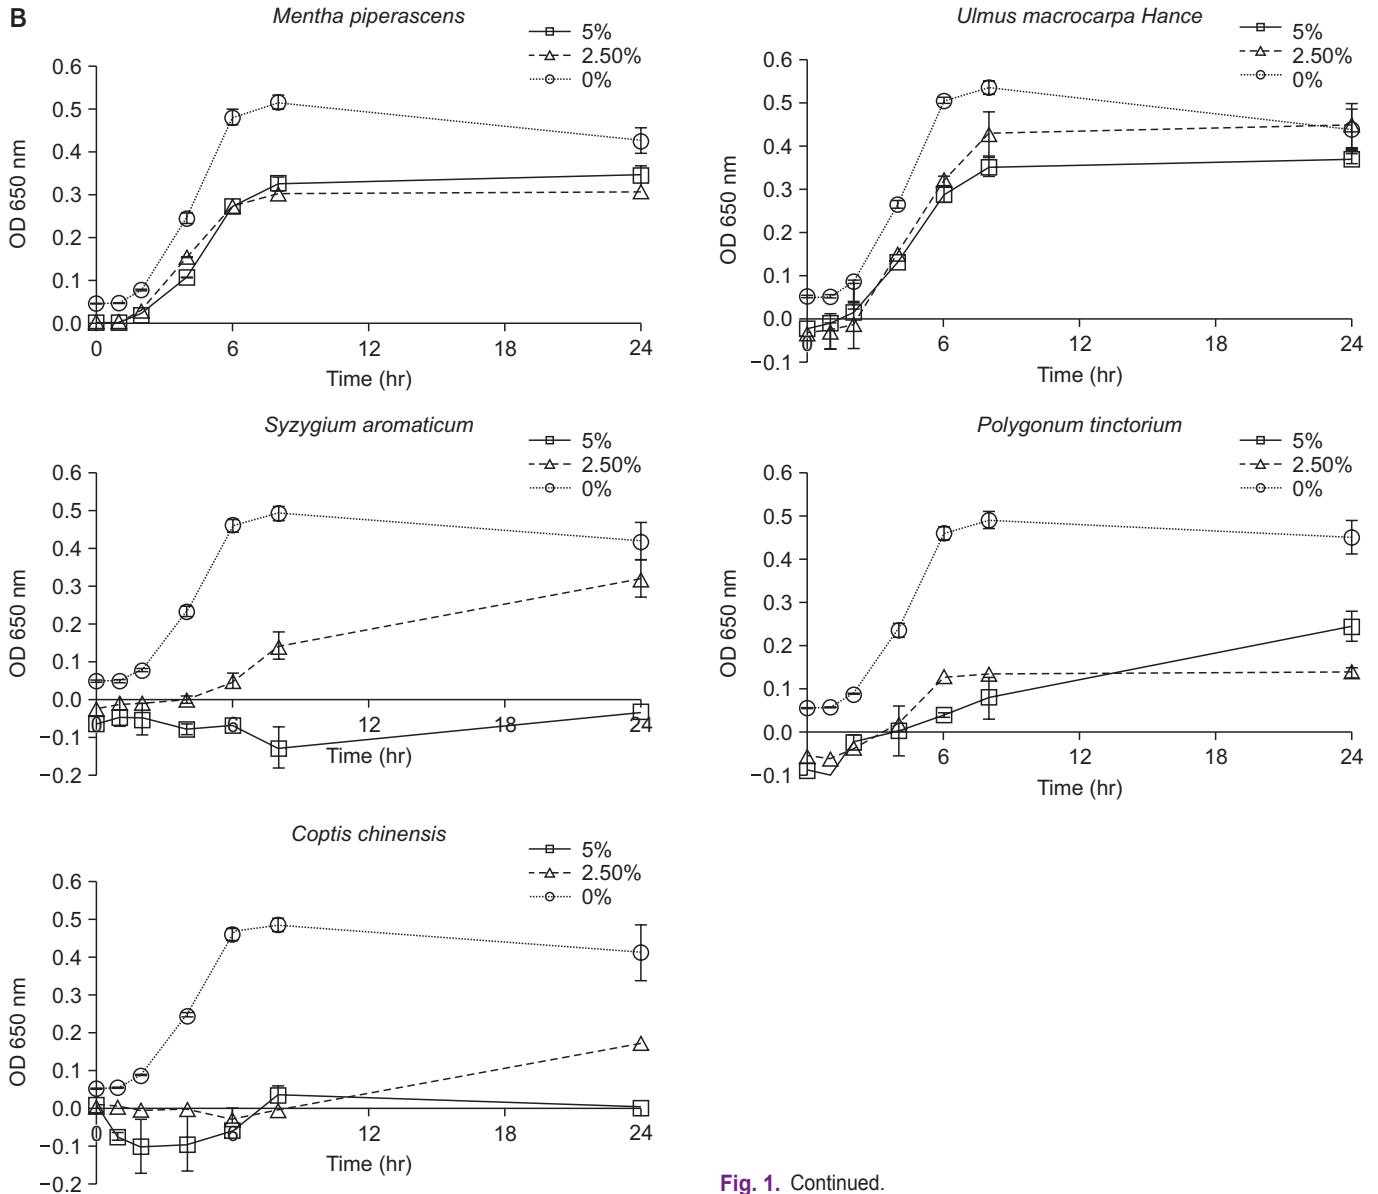 B
Mentha piperascens
5%
2.50%
0%
0.6
0.5
0.4
0.3
0.2
0.1
0.0
OD 650 nm
0 6 12 18 24
Time (hr)
Ulmus macrocarpa Hance
5%
2.50%
0%
0.6
0.5
0.4
0.3
0.2
0.1
0.0
−0.1
OD 650 nm
0 6 12 18 24
Time (hr)
Syzygium aromaticum
5%
2.50%
0%
0.6
0.5
0.4
0.3
0.2
0.1
0.0
−0.1
−0.2
OD 650 nm
0 6 12 18 24
Time (hr)
Polygonum tinctorium
5%
2.50%
0%
0.6
0.5
0.4
0.3
0.2
0.1
0.0
−0.1
OD 650 nm
0 6 12 18 24
Time (hr)
Coptis chinensis
5%
2.50%
0%
0.6
0.5
0.4
0.3
0.2
0.1
0.0
−0.1
−0.2
OD 650 nm
0 6 12 18 24
Time (hr)
Fig. 1. Continued.